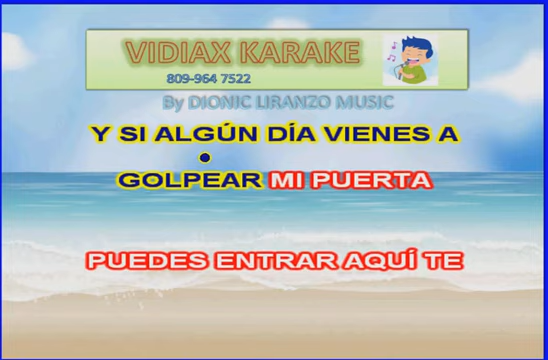 VIDIAX KARAKE
809-964 7522
By DIONIC LIRANZO MUSIC
Y SI ALGÚN DÍA VIENES A
GOLPEAR MI PUERTA
PUEDES ENTRAR AQUÍ TE